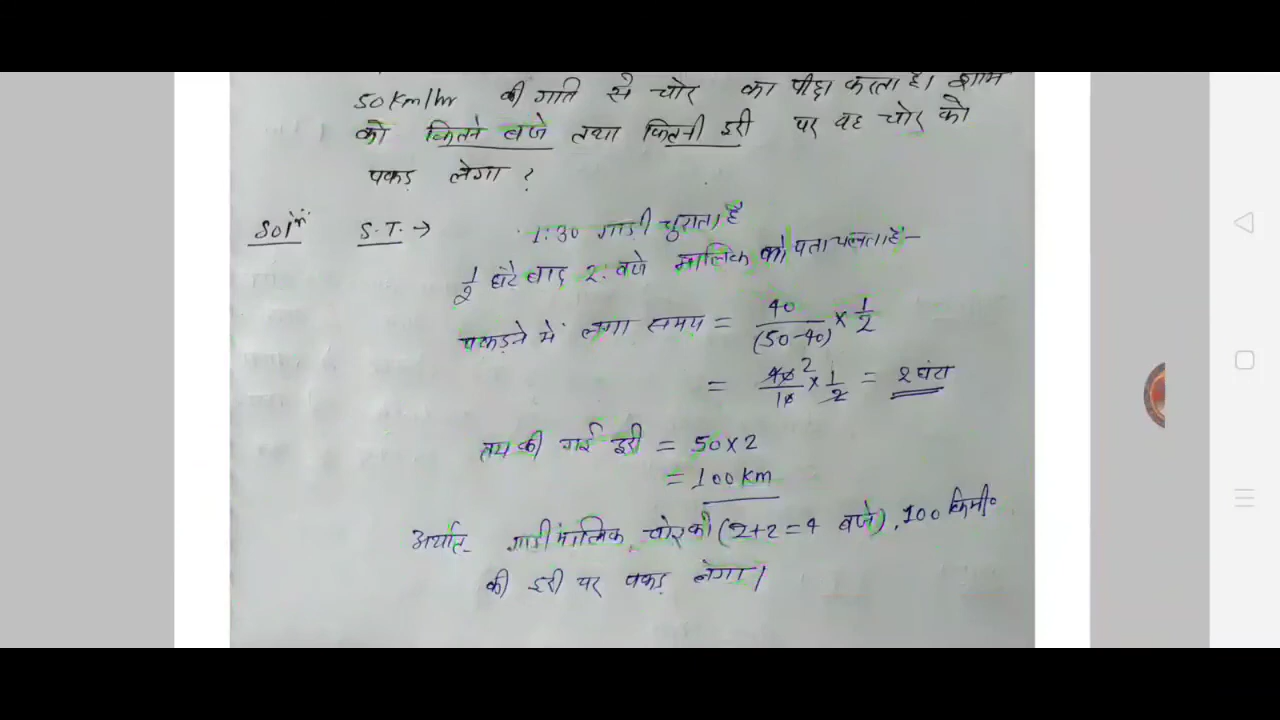 50km/hr की गति से चोर का पीछा करता है। शाम
को कितने बजे तथा कितनी दूरी पर वह चोर को
पकड़ लेगा?
Solⁿ S.T.→ 1:30 गाड़ी चुराता है
1/2 घंटे बाद 2: बजे मालिक को पता चलता है-
पकड़ने में लगा समय = 40/(50-40) × 1/2
= 40/10 2 × 1/2 = 2 घंटा
तय की गई दूरी = 50×2
= 100km
अर्थात- गाड़ी मालिक चोर को (2+2=4 बजे), 100 किमी०
की दूरी पर पकड़ लेगा।